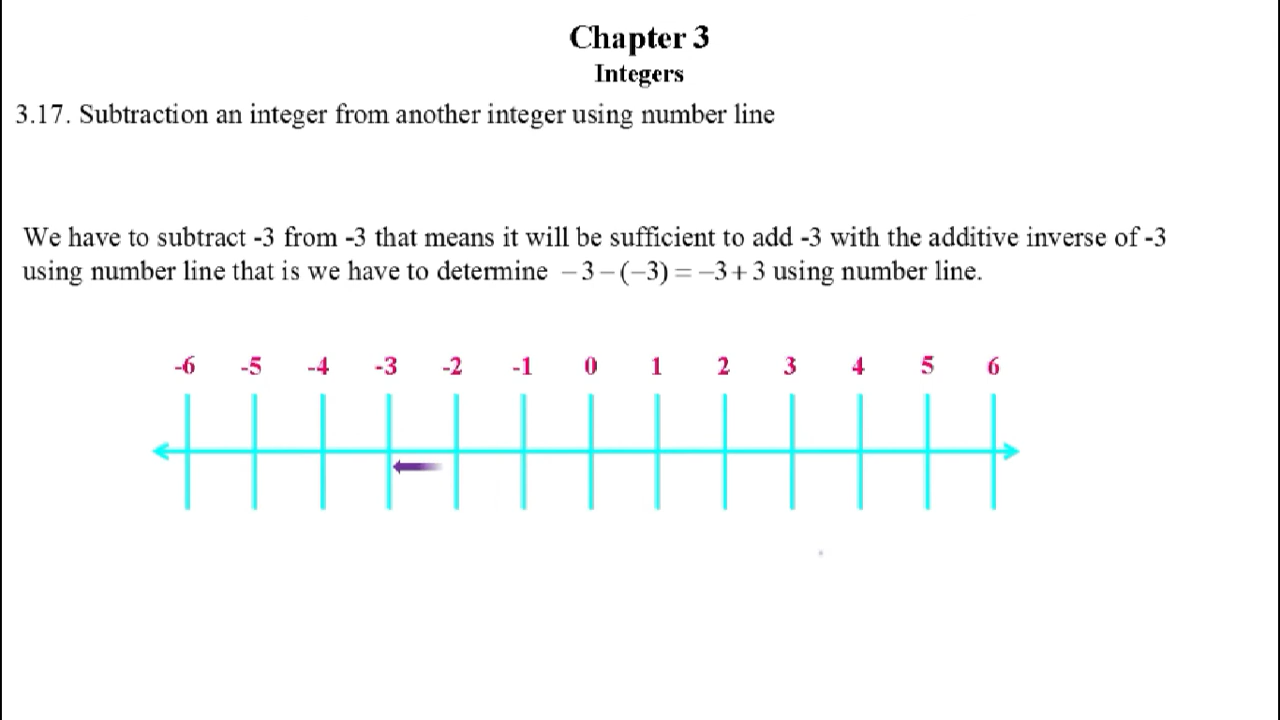 Chapter 3
Integers
3.17. Subtraction an integer from another integer using number line
We have to subtract -3 from -3 that means it will be sufficient to add -3 with the additive inverse of -3
using number line that is we have to determine −3−(−3)=−3+3 using number line.
-6 -5 -4 -3 -2 -1 0 1 2 3 4 5 6